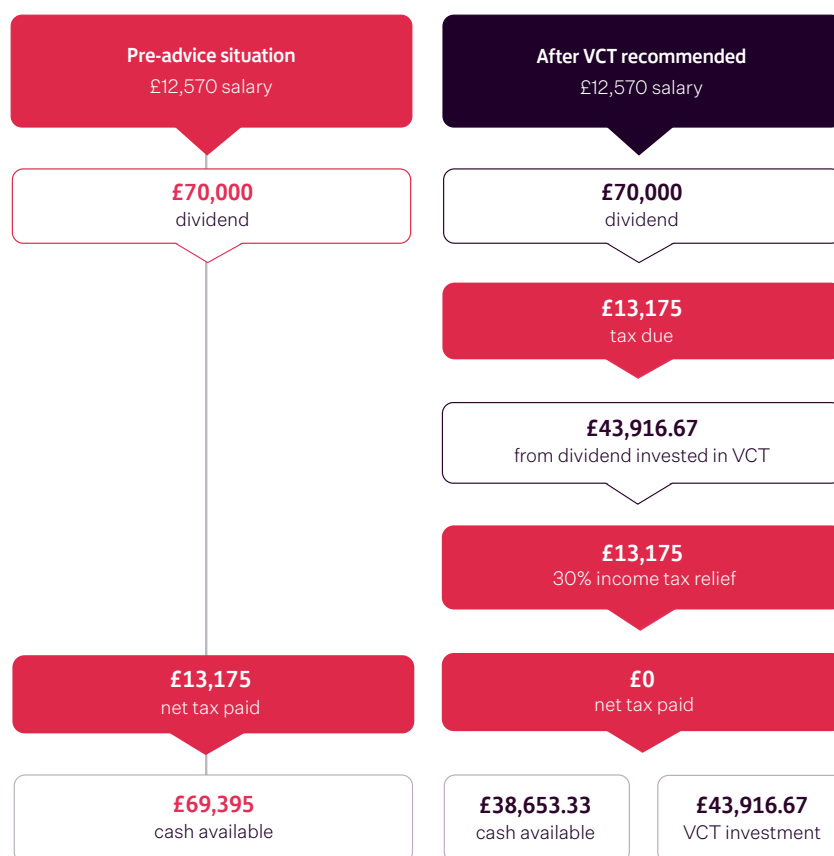 Pre-advice situation
£12,570 salary
£70,000
dividend
£13,175
net tax paid
£69,395
cash available
After VCT recommended
£12,570 salary
£70,000
dividend
£13,175
tax due
£43,916.67
from dividend invested in VCT
£13,175
30% income tax relief
£0
net tax paid
£38,653.33
cash available
£43,916.67
VCT investment